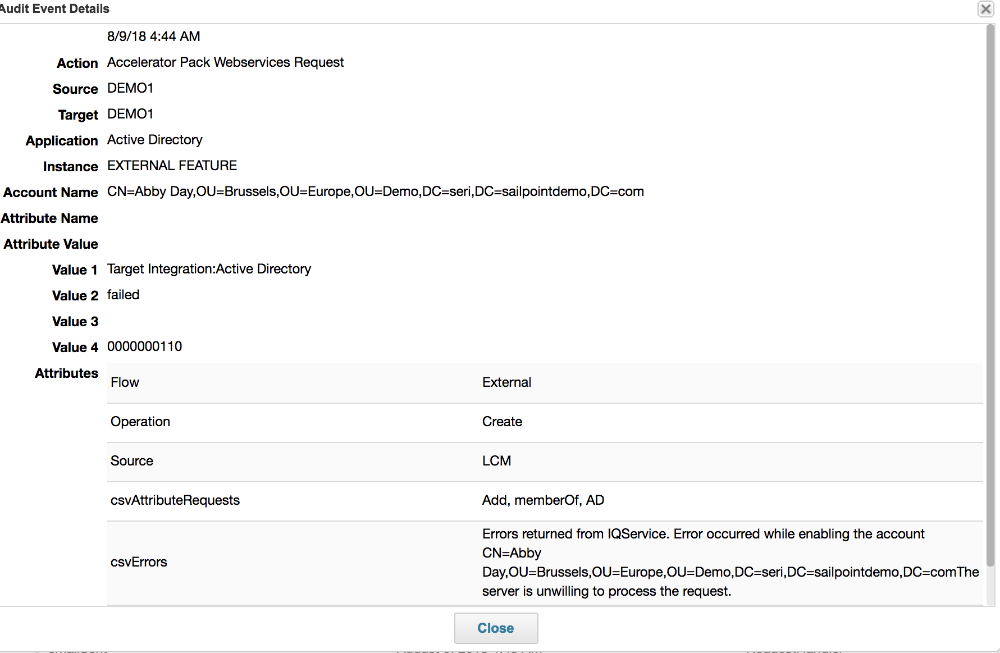 Audit Event Details
8/9/18 4:44 AM
Action Accelerator Pack Webservices Request
Source DEMO1
Target DEMO1
Application Active Directory
Instance EXTERNAL FEATURE
Account Name CN=Abby Day,OU=Brussels,OU=Europe,OU=Demo,DC=seri,DC=sailpointdemo,DC=com
Attribute Name
Attribute Value
Value 1 Target Integration:Active Directory
Value 2 failed
Value 3
Value 4 0000000110
Attributes
Flow External
Operation Create
Source LCM
csvAttributeRequests Add, memberOf, AD
csvErrors
Errors returned from IQService. Error occurred while enabling the account
CN=Abby
Day,OU=Brussels,OU=Europe,OU=Demo,DC=seri,DC=sailpointdemo,DC=comThe
server is unwilling to process the request.
Close